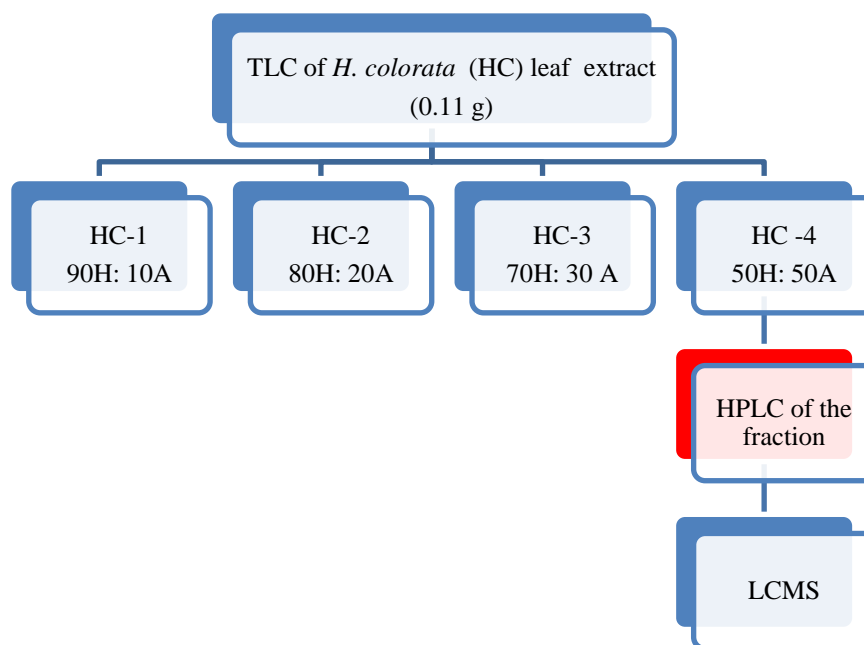 TLC of H. colorata (HC) leaf extract
(0.11 g)
HC-1
90H: 10A
HC-2
80H: 20A
HC-3
70H: 30 A
HC -4
50H: 50A
HPLC of the
fraction
LCMS